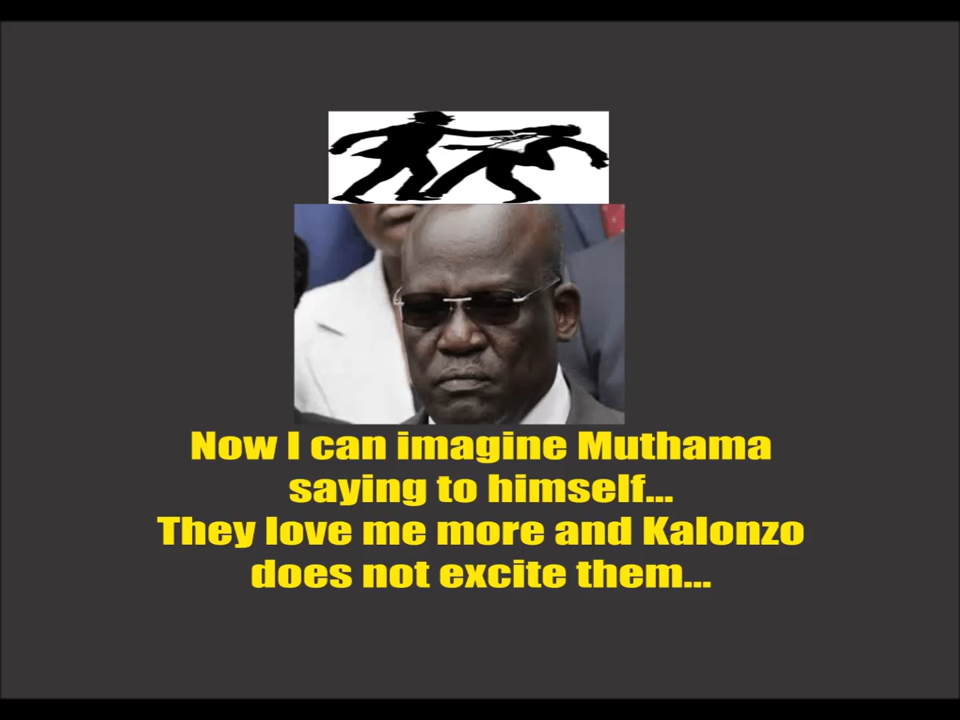 Now I can imagine Muthama
saying to himself...
They love me more and Kalonzo
does not excite them...